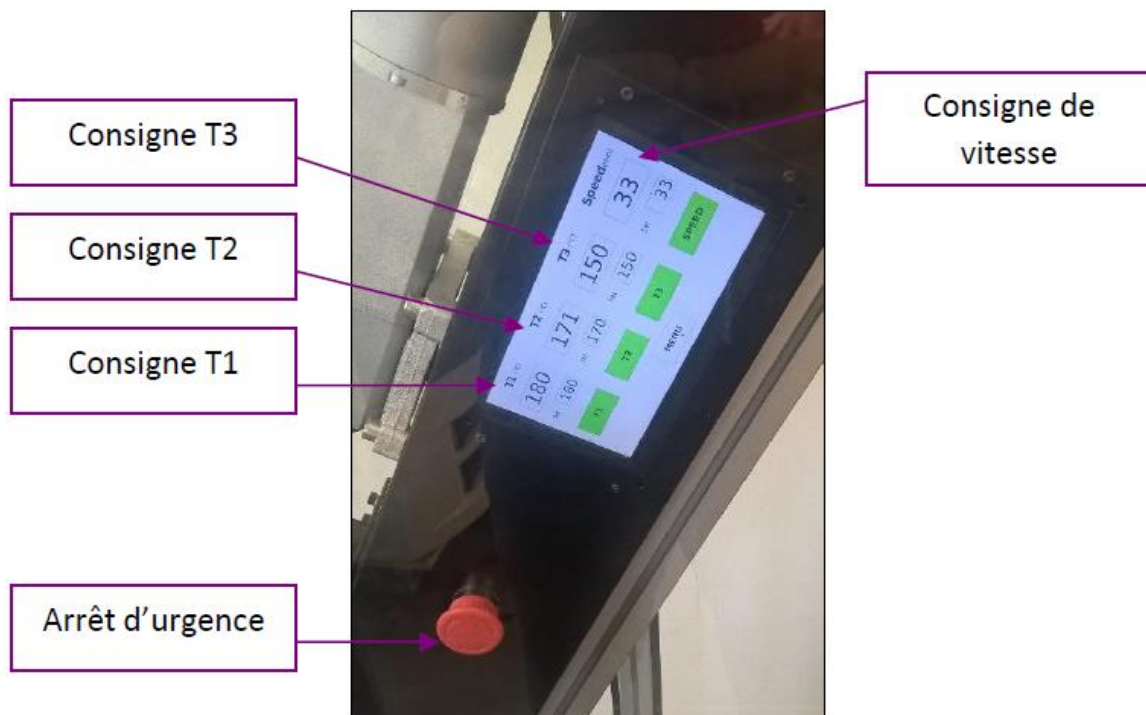 Consigne T3
Consigne T2
Consigne T1
Arrêt d’urgence
Consigne de
vitesse
T1 T2 T3 Speed
180 171 150 33
170 150 33
T1 T2 T3 SPEED
MENU